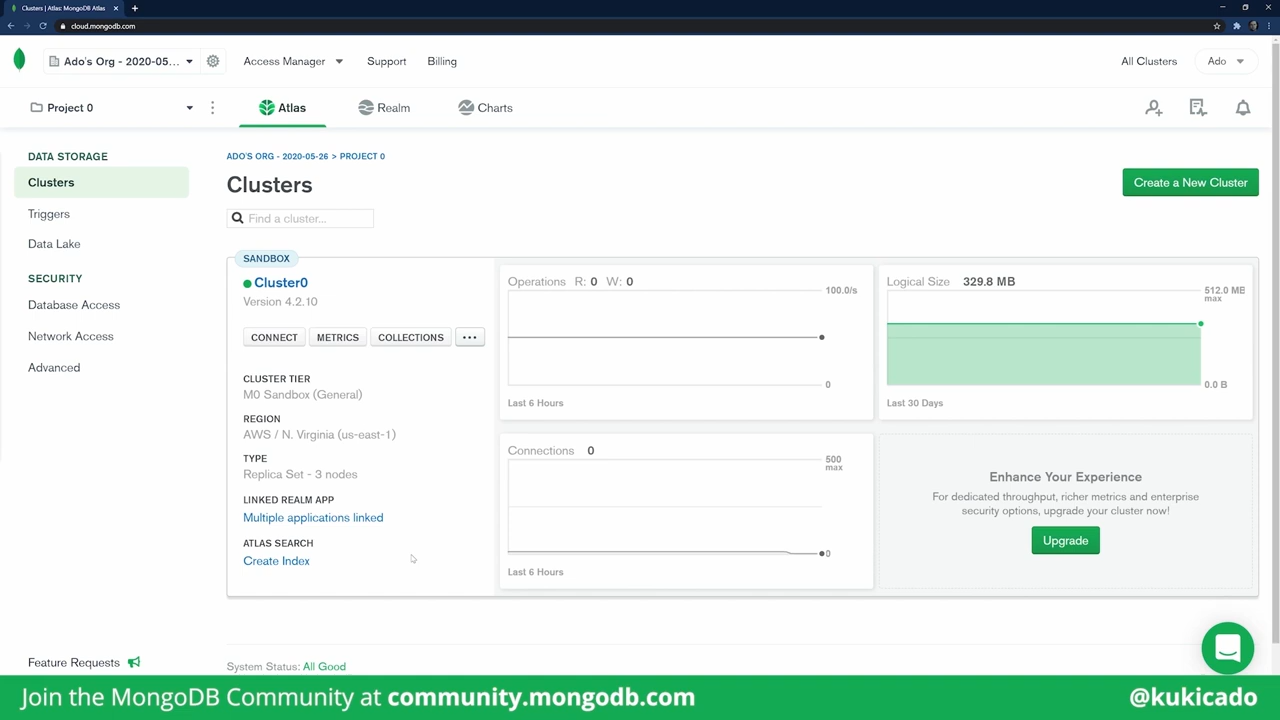 Clusters | Atlas: MongoDB Atlas
cloud.mongodb.com
Ado's Org - 2020-05...
Access Manager
Support
Billing
All Clusters
Ado
Project 0
Atlas
Realm
Charts
DATA STORAGE
Clusters
Triggers
Data Lake
SECURITY
Database Access
Network Access
Advanced
Feature Requests
ADO'S ORG - 2020-05-26 > PROJECT 0
Clusters
Create a New Cluster
Find a cluster...
SANDBOX
Cluster0
Version 4.2.10
CONNECT
METRICS
COLLECTIONS
...
CLUSTER TIER
M0 Sandbox (General)
REGION
AWS / N. Virginia (us-east-1)
TYPE
Replica Set - 3 nodes
LINKED REALM APP
Multiple applications linked
ATLAS SEARCH
Create Index
Operations R: 0 W: 0
100.0/s
0
Last 6 Hours
Logical Size 329.8 MB
512.0 MB
max
0.0 B
Last 30 Days
Connections 0
500
max
0
Last 6 Hours
Enhance Your Experience
For dedicated throughput, richer metrics and enterprise
security options, upgrade your cluster now!
Upgrade
System Status: All Good
Join the MongoDB Community at community.mongodb.com
@kukicado